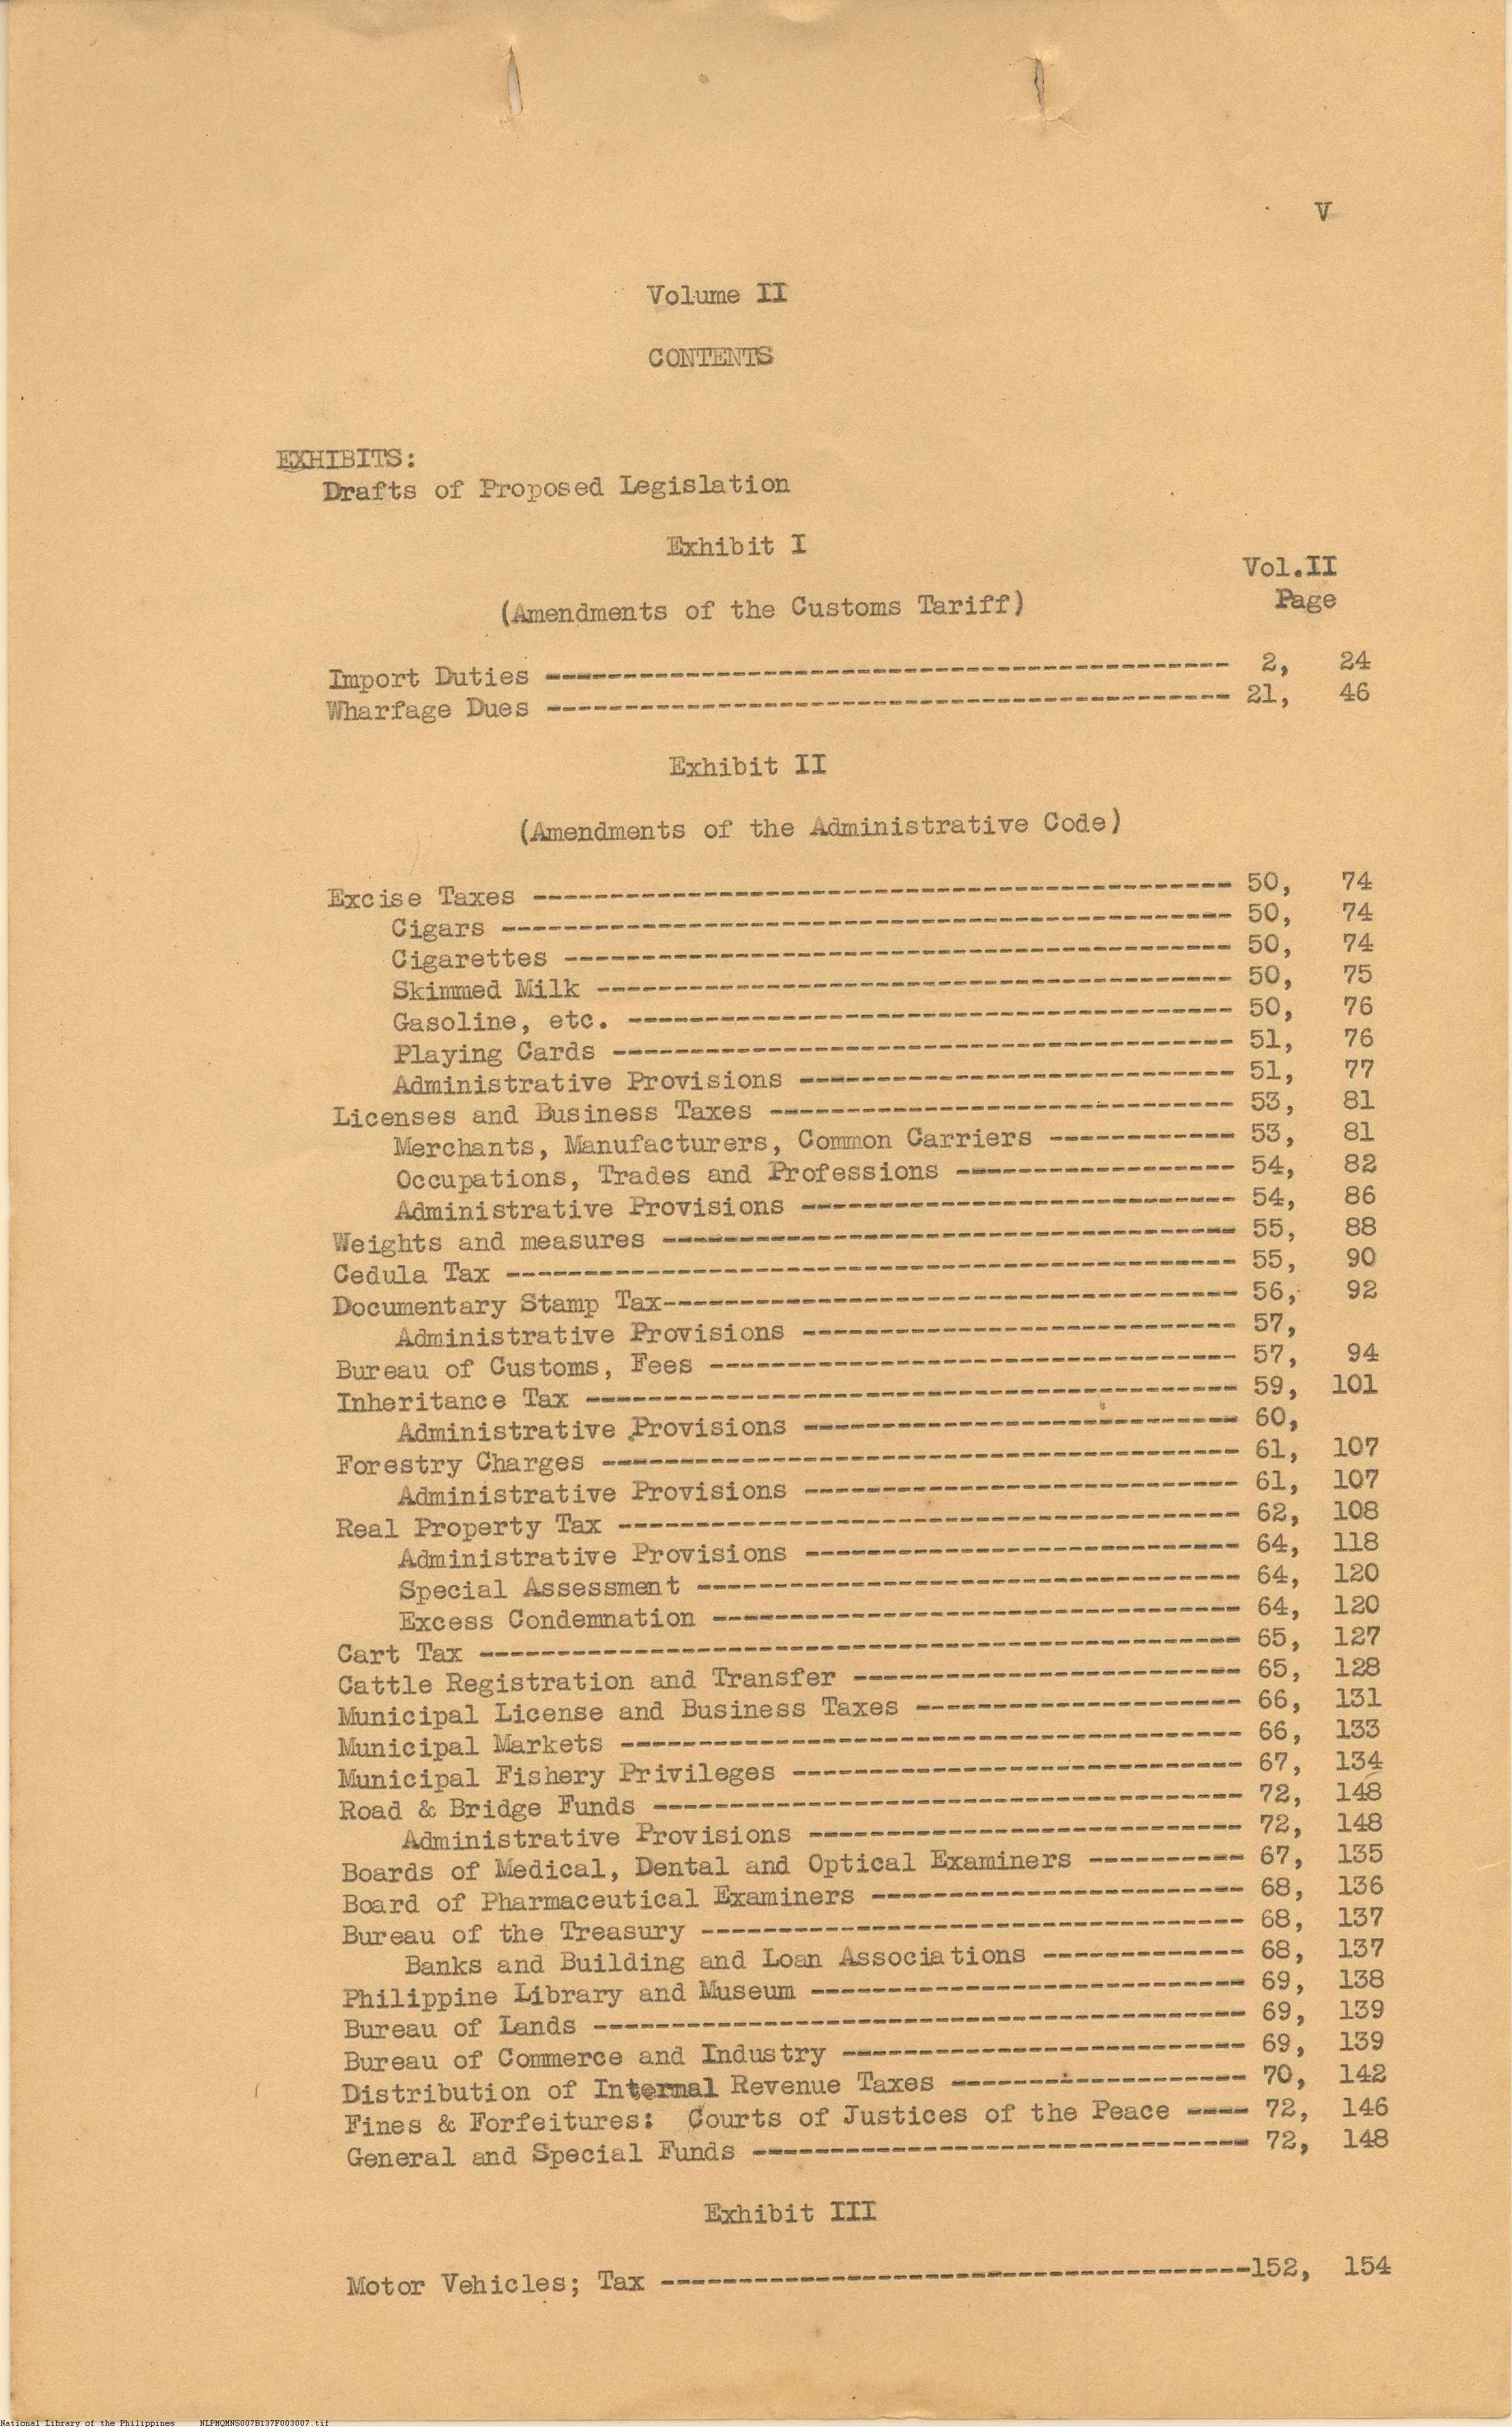 V
Volume II
CONTENTS
EXHIBITS:
Drafts of Proposed Legislation
Exhibit I
Vol.II
(Amendments of the Customs Tariff) Page
Import Duties -------------------------------------------- 2, 24
Wharfage Dues -------------------------------------------- 21, 46
Exhibit II
(Amendments of the Administrative Code)
Excise Taxes --------------------------------------------- 50, 74
Cigars ----------------------------------------------- 50, 74
Cigarettes ------------------------------------------- 50, 74
Skimmed Milk ----------------------------------------- 50, 75
Gasoline, etc. --------------------------------------- 50, 76
Playing Cards ---------------------------------------- 51, 76
Administrative Provisions ---------------------------- 51, 77
Licenses and Business Taxes ------------------------------ 53, 81
Merchants, Manufacturers, Common Carriers ------------ 53, 81
Occupations, Trades and Professions ------------------ 54, 82
Administrative Provisions ---------------------------- 54, 86
Weights and measures ------------------------------------- 55, 88
Cedula Tax ----------------------------------------------- 55, 90
Documentary Stamp Tax------------------------------------- 56, 92
Administrative Provisions ---------------------------- 57,
Bureau of Customs, Fees ---------------------------------- 57, 94
Inheritance Tax ------------------------------------------ 59, 101
Administrative Provisions ---------------------------- 60,
Forestry Charges ----------------------------------------- 61, 107
Administrative Provisions ---------------------------- 61, 107
Real Property Tax ---------------------------------------- 62, 108
Administrative Provisions ---------------------------- 64, 118
Special Assessment ----------------------------------- 64, 120
Excess Condemnation ---------------------------------- 64, 120
Cart Tax ------------------------------------------------- 65, 127
Cattle Registration and Transfer ------------------------- 65, 128
Municipal License and Business Taxes --------------------- 66, 131
Municipal Markets ---------------------------------------- 66, 133
Municipal Fishery Privileges ----------------------------- 67, 134
Road & Bridge Funds -------------------------------------- 72, 148
Administrative Provisions ---------------------------- 72, 148
Boards of Medical, Dental and Optical Examiners ---------- 67, 135
Board of Pharmaceutical Examiners ------------------------ 68, 136
Bureau of the Treasury ----------------------------------- 68, 137
Banks and Building and Loan Associations ------------- 68, 137
Philippine Library and Museum ---------------------------- 69, 138
Bureau of Lands ------------------------------------------ 69, 139
Bureau of Commerce and Industry -------------------------- 69, 139
Distribution of Internal Revenue Taxes ------------------- 70, 142
Fines & Forfeitures: Courts of Justices of the Peace ---- 72, 146
General and Special Funds -------------------------------- 72, 148
Exhibit III
Motor Vehicles; Tax --------------------------------------152, 154
National Library of the Philippines NLPMQMNS007B137F003007.tif